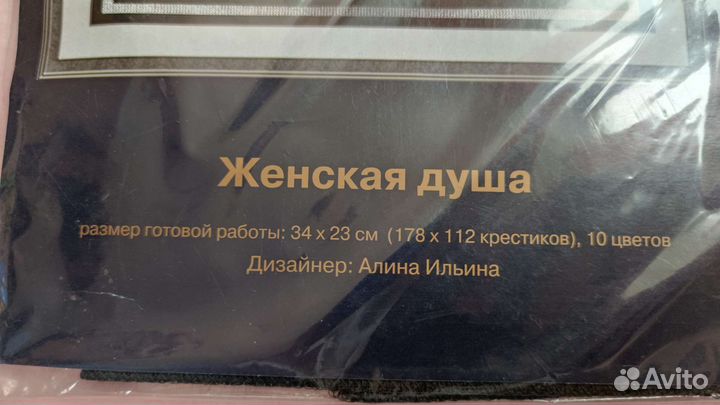 Женская душа
размер готовой работы: 34 x 23 см (178 x 112 крестиков), 10 цветов
Дизайнер: Алина Ильина
Avito